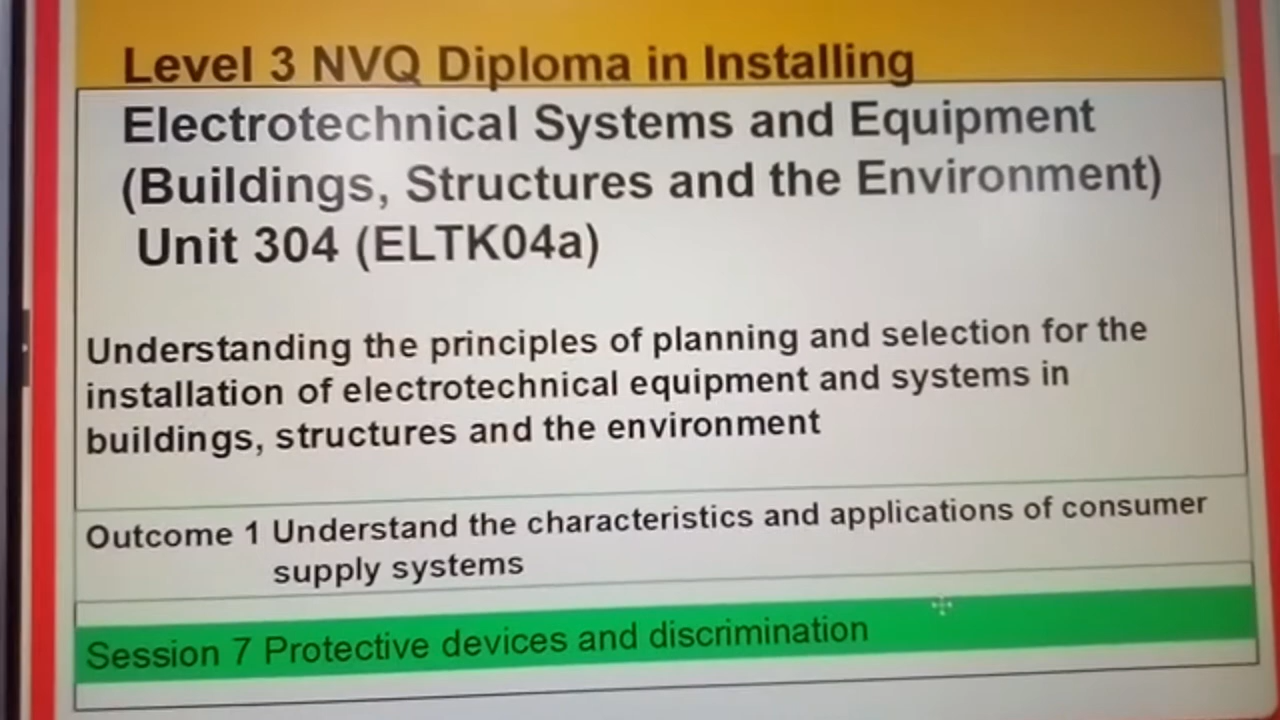 Level 3 NVQ Diploma in Installing
Electrotechnical Systems and Equipment
(Buildings, Structures and the Environment)
Unit 304 (ELTK04a)
Understanding the principles of planning and selection for the
installation of electrotechnical equipment and systems in
buildings, structures and the environment
Outcome 1 Understand the characteristics and applications of consumer
supply systems
Session 7 Protective devices and discrimination